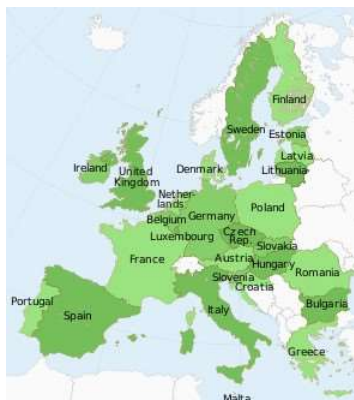 Finland
Sweden
Estonia
Latvia
Lithuania
Denmark
Ireland
United
Kingdom
Nether-
lands
Belgium
Germany
Poland
Luxembourg
Czech
Rep.
Slovakia
Austria
Hungary
France
Slovenia
Croatia
Romania
Portugal
Spain
Italy
Bulgaria
Greece
Malta